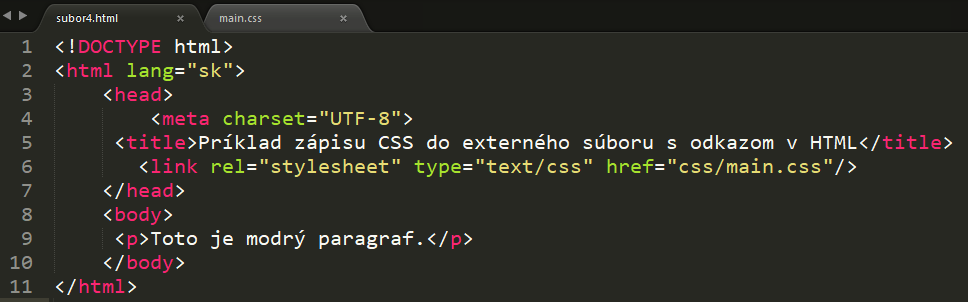 subor4.html × main.css ×
1 <!DOCTYPE html>
2 <html lang="sk">
3 <head>
4 <meta charset="UTF-8">
5 <title>Príklad zápisu CSS do externého súboru s odkazom v HTML</title>
6 <link rel="stylesheet" type="text/css" href="css/main.css"/>
7 </head>
8 <body>
9 <p>Toto je modrý paragraf.</p>
10 </body>
11 </html>